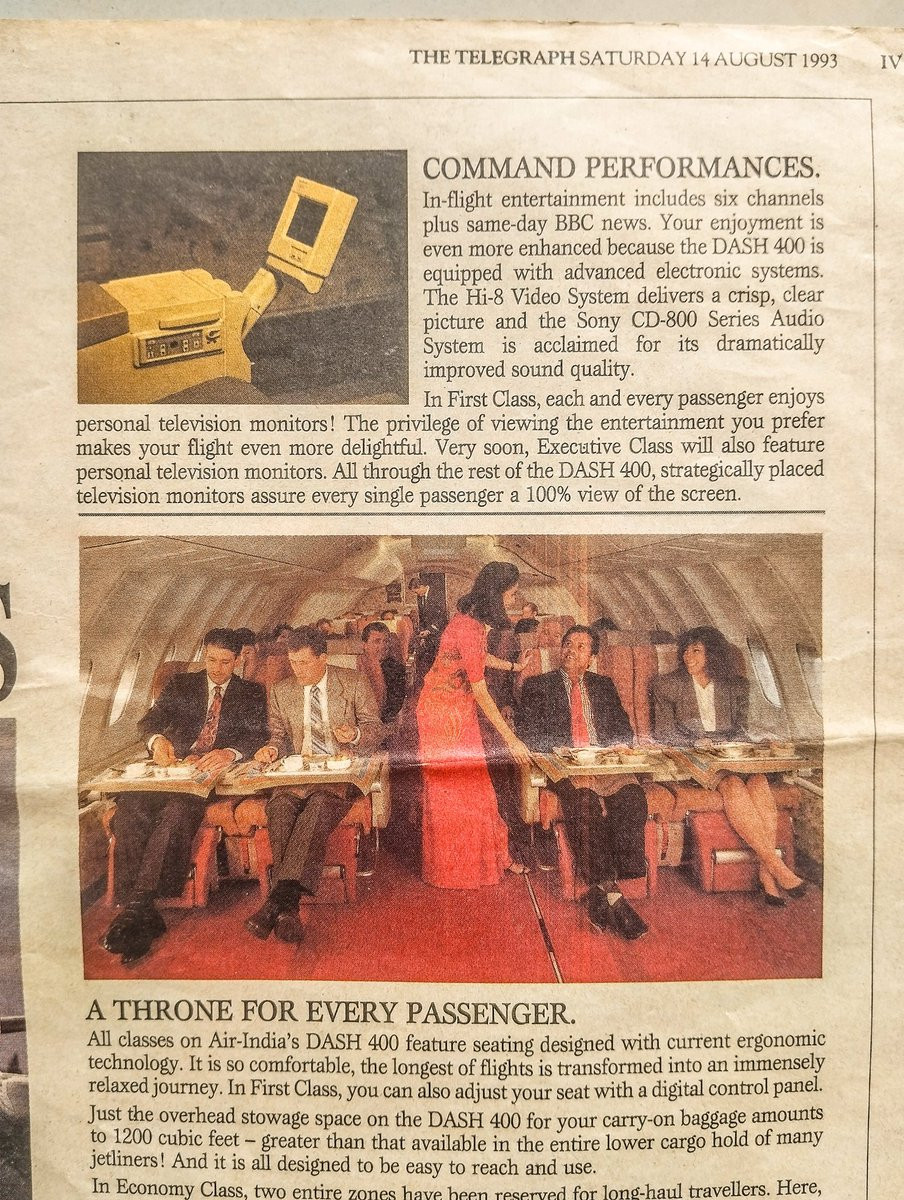 THE TELEGRAPH SATURDAY 14 AUGUST 1993 IV
COMMAND PERFORMANCES.
In-flight entertainment includes six channels
plus same-day BBC news. Your enjoyment is
even more enhanced because the DASH 400 is
equipped with advanced electronic systems.
The Hi-8 Video System delivers a crisp, clear
picture and the Sony CD-800 Series Audio
System is acclaimed for its dramatically
improved sound quality.
In First Class, each and every passenger enjoys
personal television monitors! The privilege of viewing the entertainment you prefer
makes your flight even more delightful. Very soon, Executive Class will also feature
personal television monitors. All through the rest of the DASH 400, strategically placed
television monitors assure every single passenger a 100% view of the screen.
S
A THRONE FOR EVERY PASSENGER.
All classes on Air-India's DASH 400 feature seating designed with current ergonomic
technology. It is so comfortable, the longest of flights is transformed into an immensely
relaxed journey. In First Class, you can also adjust your seat with a digital control panel.
Just the overhead stowage space on the DASH 400 for your carry-on baggage amounts
to 1200 cubic feet – greater than that available in the entire lower cargo hold of many
jetliners! And it is all designed to be easy to reach and use.
In Economy Class, two entire zones have been reserved for long-haul travellers. Here,